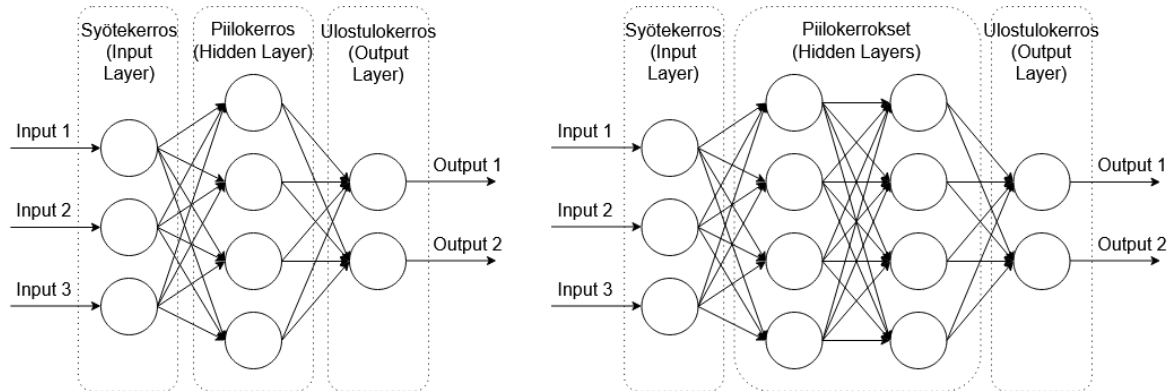 Syötekerros
(Input
Layer)
Piilokerros
(Hidden Layer)
Ulostulokerros
(Output
Layer)
Input 1
Input 2
Input 3
Output 1
Output 2
Syötekerros
(Input
Layer)
Piilokerrokset
(Hidden Layers)
Ulostulokerros
(Output
Layer)
Input 1
Input 2
Input 3
Output 1
Output 2